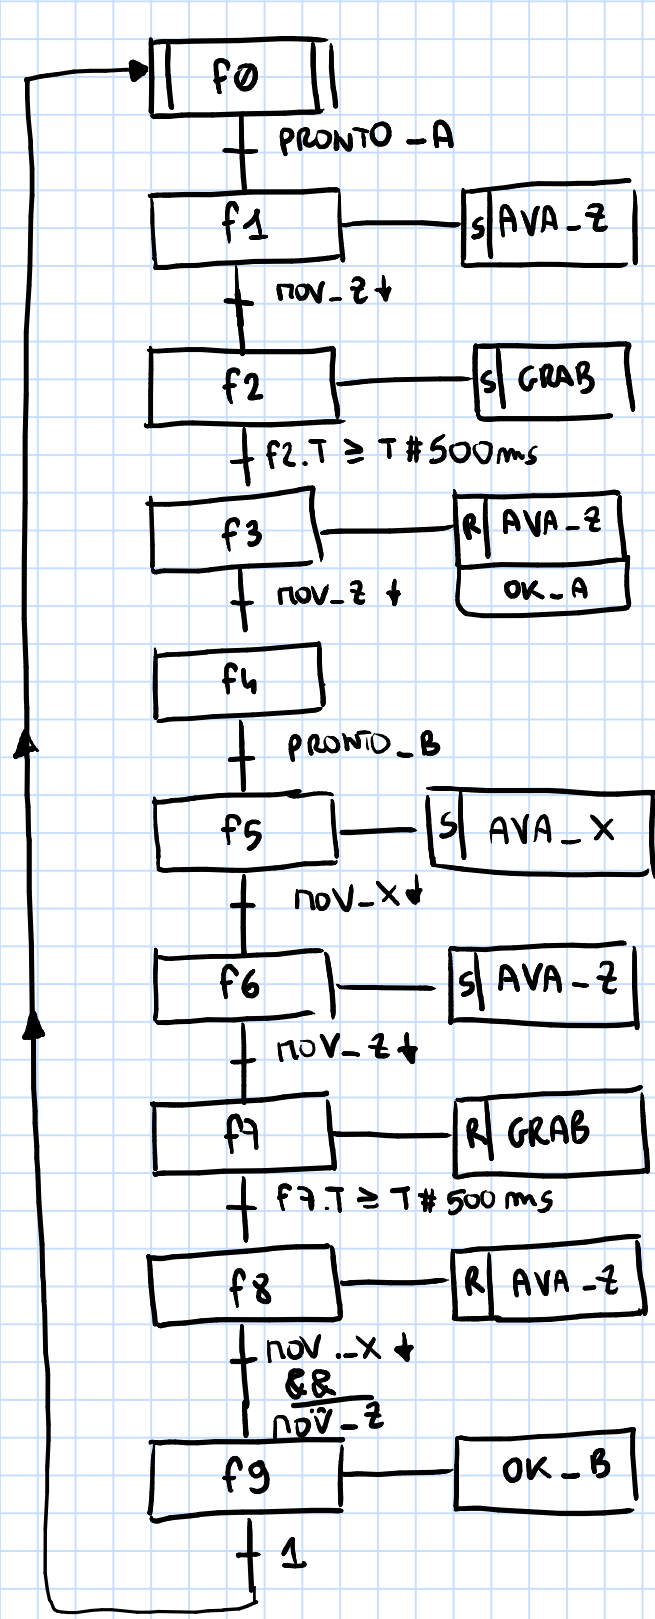 f0
PRONTO_A
f1
S AVA_Z
mov_Z ↓
f2
S GRAB
f2.T ≥ T#500ms
f3
R AVA_Z
OK_A
mov_Z ↓
f4
PRONTO_B
f5
S AVA_X
mov_X↓
f6
S AVA_Z
mov_Z ↓
f7
R GRAB
f7.T ≥ T#500ms
f8
R AVA_Z
mov_X ↓
&&
mov_Z
f9
OK_B
1